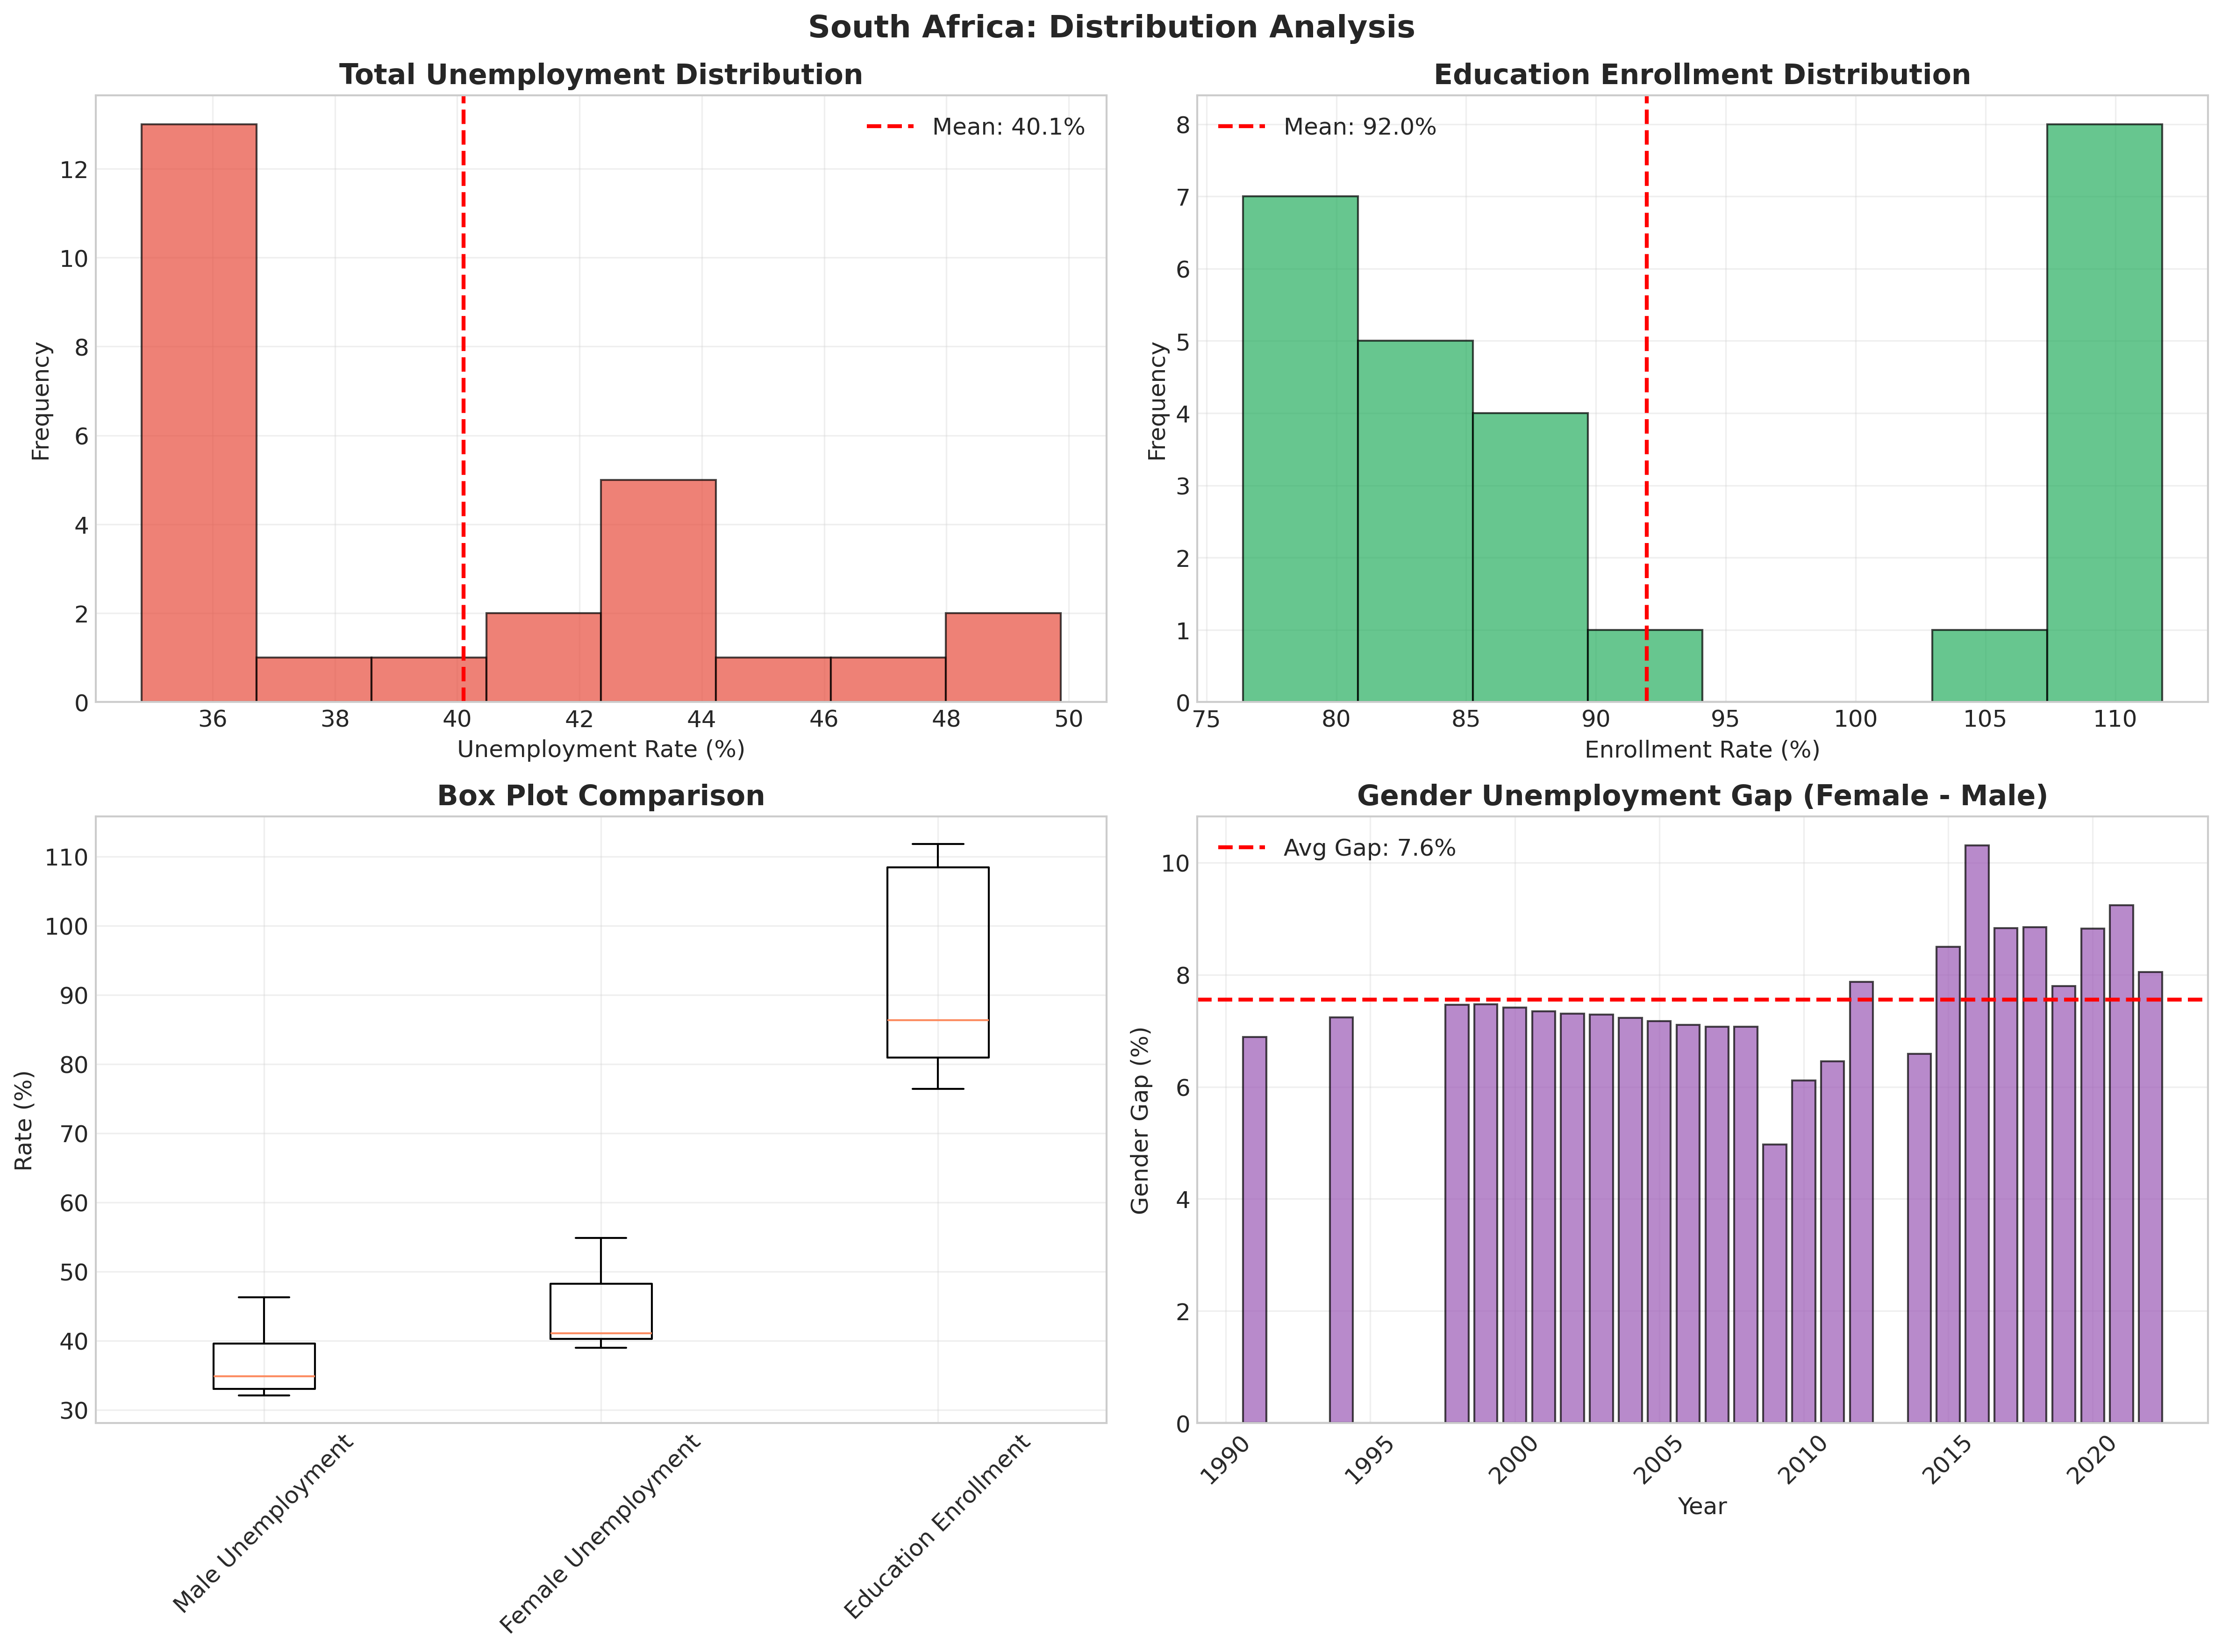 South Africa: Distribution Analysis
Total Unemployment Distribution
Mean: 40.1%
12
10
8
6
4
2
0
Frequency
36 38 40 42 44 46 48 50
Unemployment Rate (%)
Education Enrollment Distribution
Mean: 92.0%
8
7
6
5
4
3
2
1
0
Frequency
75 80 85 90 95 100 105 110
Enrollment Rate (%)
Box Plot Comparison
110
100
90
80
70
60
50
40
30
Rate (%)
Male Unemployment
Female Unemployment
Education Enrollment
Gender Unemployment Gap (Female - Male)
Avg Gap: 7.6%
10
8
6
4
2
0
Gender Gap (%)
1990 1995 2000 2005 2010 2015 2020
Year